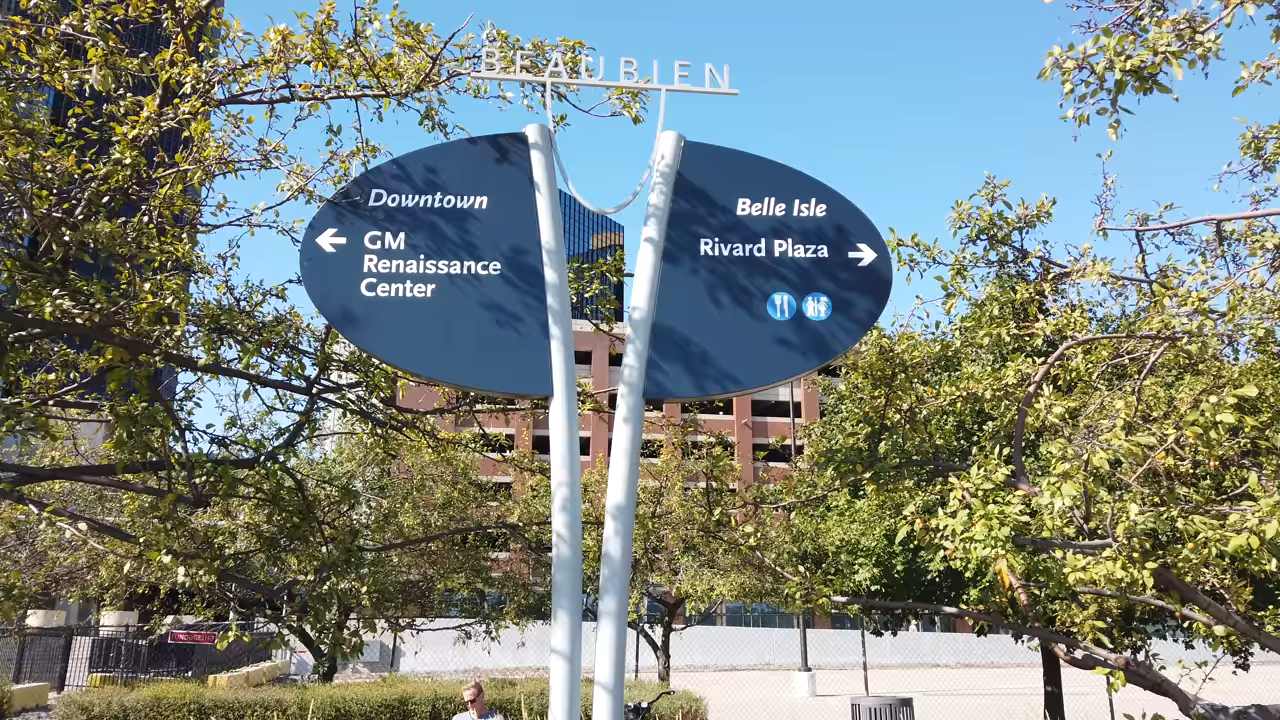 BEAUBIEN
Downtown
GM
Renaissance
Center
Belle Isle
Rivard Plaza